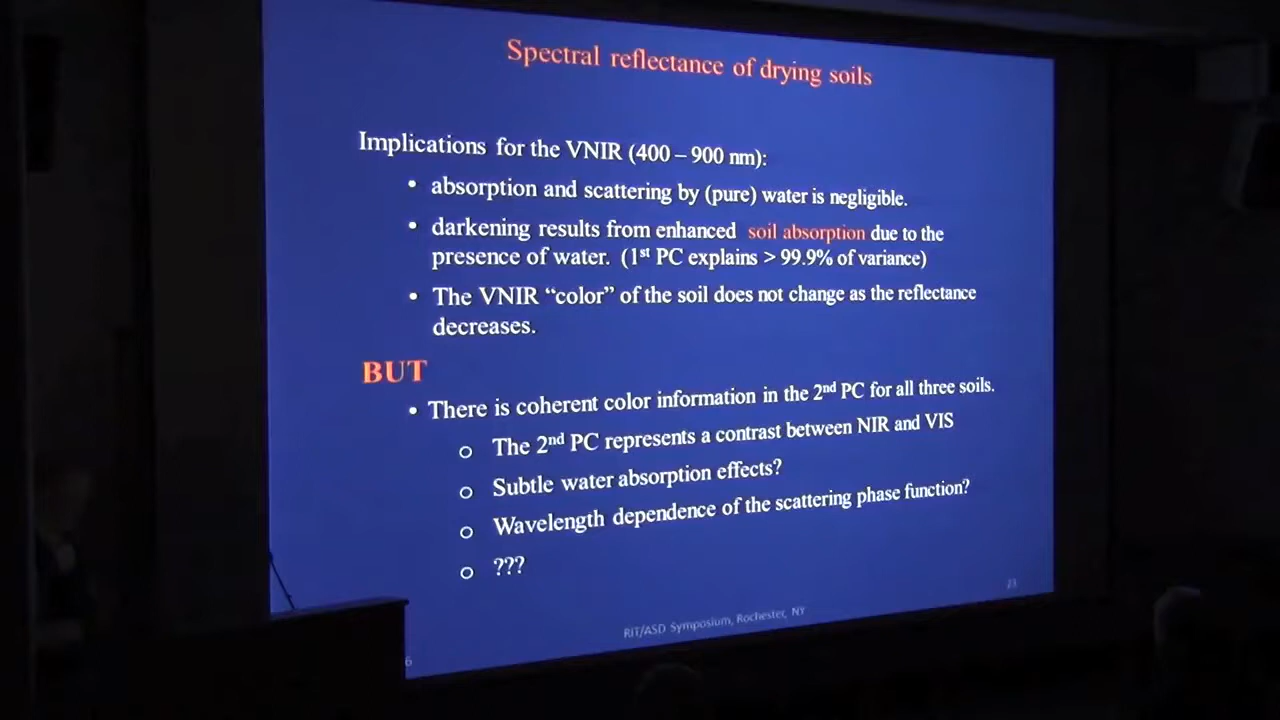 Spectral reflectance of drying soils
Implications for the VNIR (400 – 900 nm):
• absorption and scattering by (pure) water is negligible.
• darkening results from enhanced soil absorption due to the
presence of water. (1st PC explains > 99.9% of variance)
• The VNIR “color” of the soil does not change as the reflectance
decreases.
BUT
• There is coherent color information in the 2nd PC for all three soils.
o The 2nd PC represents a contrast between NIR and VIS
o Subtle water absorption effects?
o Wavelength dependence of the scattering phase function?
o ???
23
RIT/ASD Symposium, Rochester, NY
6